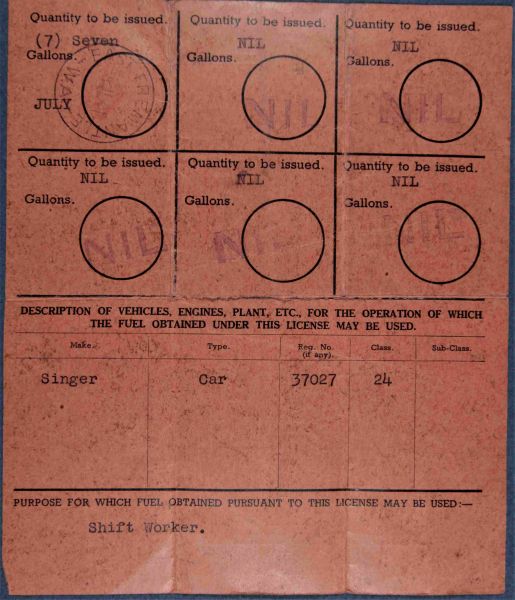 Quantity to be issued. Quantity to be issued. Quantity to be issued.
(7) Seven NIL NIL
Gallons. Gallons. Gallons.
JULY
FREMANTLE
NIL NIL
Quantity to be issued. Quantity to be issued. Quantity to be issued.
NIL NIL NIL
Gallons. Gallons. Gallons.
NIL NIL NIL
DESCRIPTION OF VEHICLES, ENGINES, PLANT, ETC., FOR THE OPERATION OF WHICH
THE FUEL OBTAINED UNDER THIS LICENSE MAY BE USED.
Make. Type. Reg. No. Class. Sub-Class.
(if any).
Singer Car 37027 24
PURPOSE FOR WHICH FUEL OBTAINED PURSUANT TO THIS LICENSE MAY BE USED:—
Shift Worker.